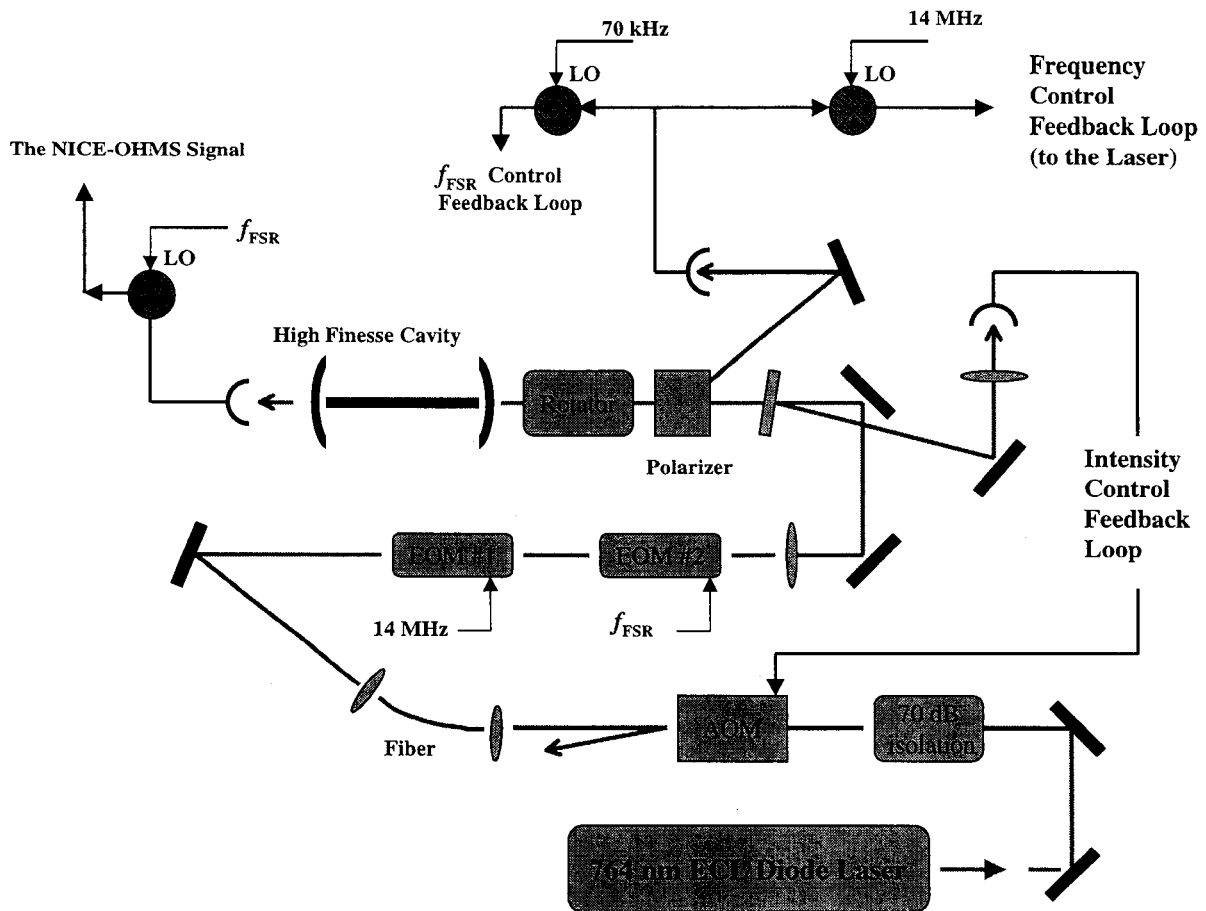 70 kHz
14 MHz
LO
LO
Frequency
Control
Feedback Loop
(to the Laser)
The NICE-OHMS Signal
fFSR Control
Feedback Loop
fFSR
LO
High Finesse Cavity
Rotator
Polarizer
Intensity
Control
Feedback
Loop
EOM #1
EOM #2
14 MHz
fFSR
Fiber
AOM
70 dB
isolation
764 nm ECL Diode Laser